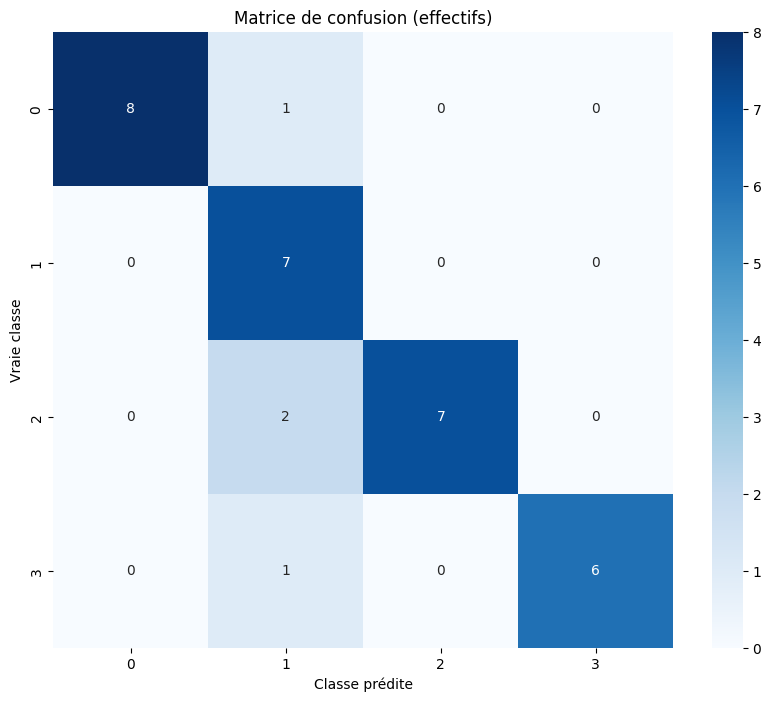 Matrice de confusion (effectifs)
8 1 0 0
0 7 0 0
0 2 7 0
0 1 0 6
0
1
2
3
Vraie classe
0 1 2 3
Classe prédite
8
7
6
5
4
3
2
1
0